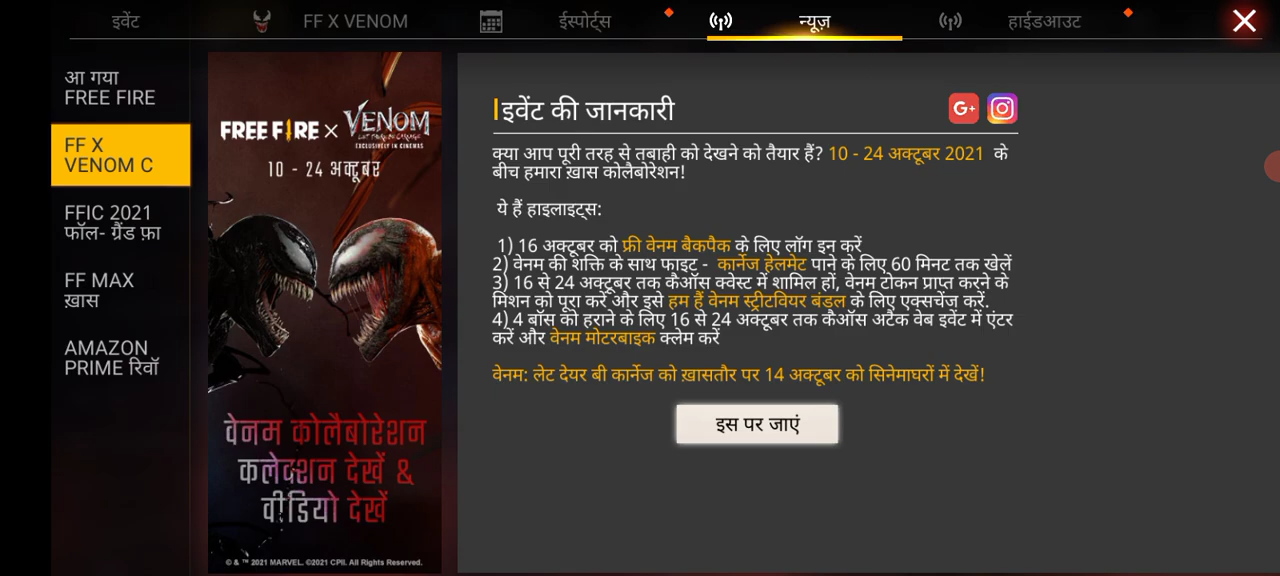 इवेंट
FF X VENOM
ईस्पोर्ट्स
न्यूज़
हाईडआउट
आ गया
FREE FIRE
FF X
VENOM C
FFIC 2021
फॉल- ग्रैंड फ़ा
FF MAX
ख़ास
AMAZON
PRIME रिवॉ
FREE FIRE × VENOM
LET THERE BE CARNAGE
EXCLUSIVELY IN CINEMAS
10 - 24 अक्टूबर
वेनम कोलैबोरेशन
कलेक्शन देखें &
वीडियो देखें
© & ™ 2021 MARVEL. ©2021 CPII. All Rights Reserved.
इवेंट की जानकारी
G+
क्या आप पूरी तरह से तबाही को देखने को तैयार हैं? 10 - 24 अक्टूबर 2021 के
बीच हमारा ख़ास कोलैबोरेशन!
ये हैं हाइलाइट्स:
1) 16 अक्टूबर को फ्री वेनम बैकपैक के लिए लॉग इन करें
2) वेनम की शक्ति के साथ फाइट - कार्नेज हेलमेट पाने के लिए 60 मिनट तक खेलें
3) 16 से 24 अक्टूबर तक कैऑस क्वेस्ट में शामिल हों, वेनम टोकन प्राप्त करने के
मिशन को पूरा करें और इसे हम हैं वेनम स्ट्रीटवियर बंडल के लिए एक्सचेंज करें.
4) 4 बॉस को हराने के लिए 16 से 24 अक्टूबर तक कैऑस अटैक वेब इवेंट में एंटर
करें और वेनम मोटरबाइक क्लेम करें
वेनम: लेट देयर बी कार्नेज को ख़ासतौर पर 14 अक्टूबर को सिनेमाघरों में देखें!
इस पर जाएं